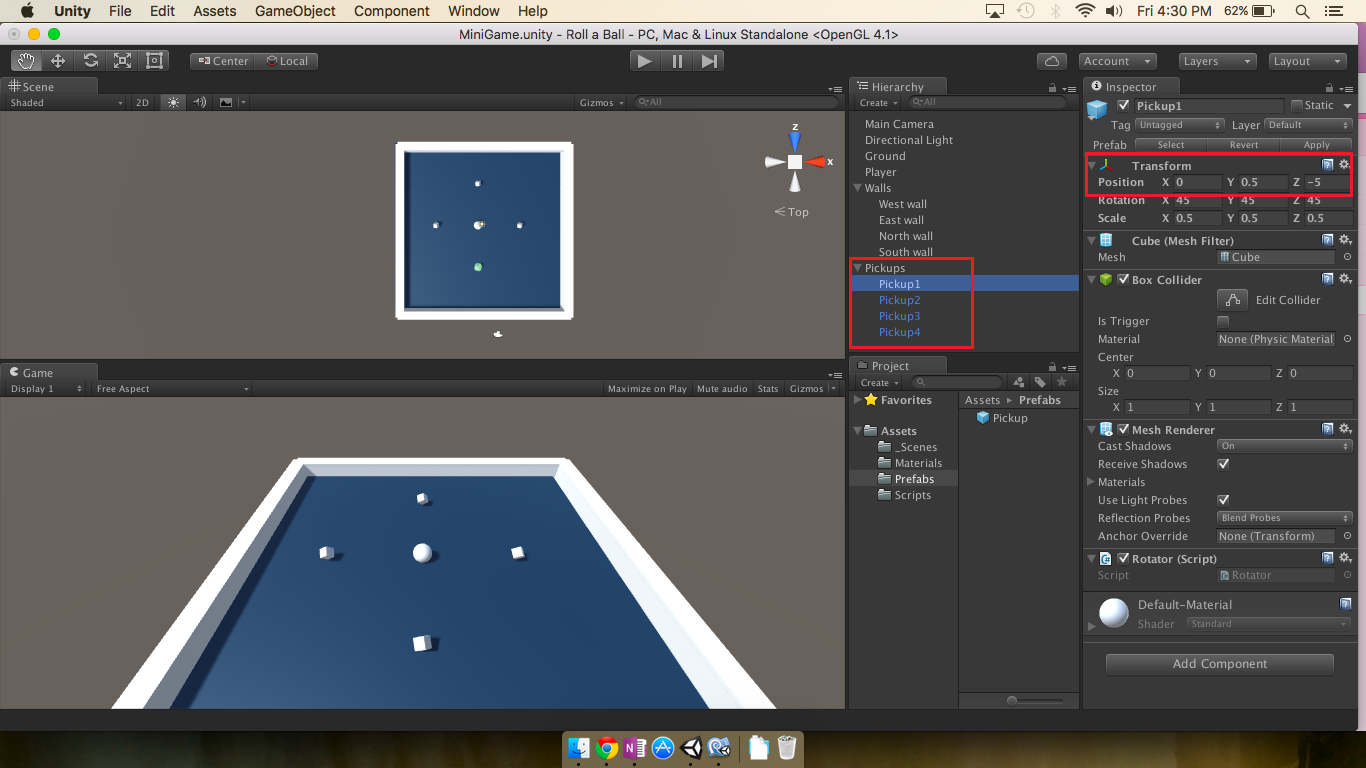 Unity File Edit Assets GameObject Component Window Help Fri 4:30 PM 62%
MiniGame.unity - Roll a Ball - PC, Mac & Linux Standalone <OpenGL 4.1>
Center Local Account Layers Layout
Scene
Shaded 2D Gizmos All
z
x
Top
Game
Display 1 Free Aspect Maximize on Play Mute audio Stats Gizmos
Hierarchy
Create All
Main Camera
Directional Light
Ground
Player
Walls
West wall
East wall
North wall
South wall
Pickups
Pickup1
Pickup2
Pickup3
Pickup4
Project
Create
Favorites
Assets
_Scenes
Materials
Prefabs
Scripts
Assets Prefabs
Pickup
Inspector
Pickup1 Static
Tag Untagged Layer Default
Prefab Select Revert Apply
Transform
Position X 0 Y 0.5 Z -5
Rotation X 45 Y 45 Z 45
Scale X 0.5 Y 0.5 Z 0.5
Cube (Mesh Filter)
Mesh Cube
Box Collider
Edit Collider
Is Trigger
Material None (Physic Material
Center
X 0 Y 0 Z 0
Size
X 1 Y 1 Z 1
Mesh Renderer
Cast Shadows On
Receive Shadows
Materials
Use Light Probes
Reflection Probes Blend Probes
Anchor Override None (Transform)
Rotator (Script)
Script Rotator
Default-Material
Shader Standard
Add Component